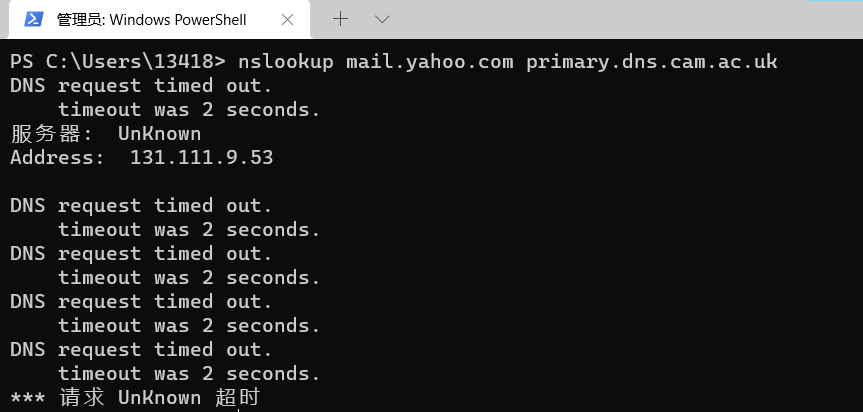 管理员: Windows PowerShell
PS C:\Users\13418> nslookup mail.yahoo.com primary.dns.cam.ac.uk
DNS request timed out.
    timeout was 2 seconds.
服务器:  UnKnown
Address:  131.111.9.53

DNS request timed out.
    timeout was 2 seconds.
DNS request timed out.
    timeout was 2 seconds.
DNS request timed out.
    timeout was 2 seconds.
DNS request timed out.
    timeout was 2 seconds.
*** 请求 UnKnown 超时